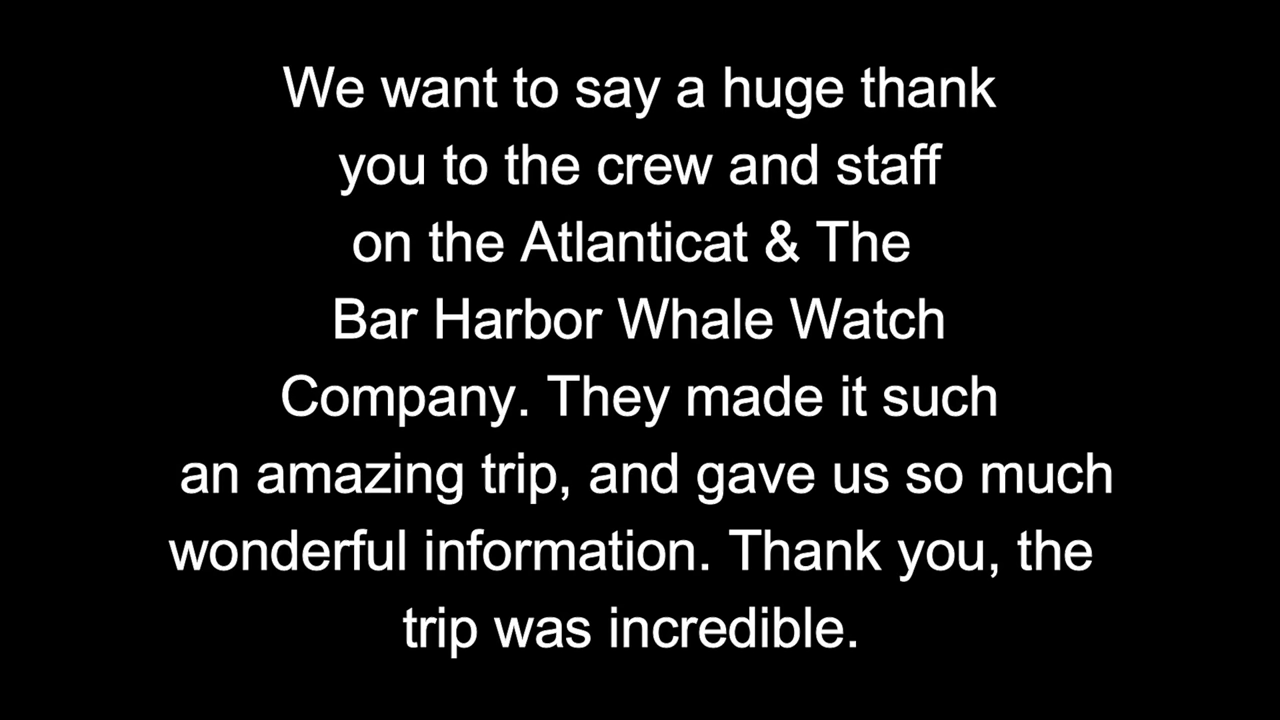 We want to say a huge thank
you to the crew and staff
on the Atlanticat & The
Bar Harbor Whale Watch
Company. They made it such
an amazing trip, and gave us so much
wonderful information. Thank you, the
trip was incredible.